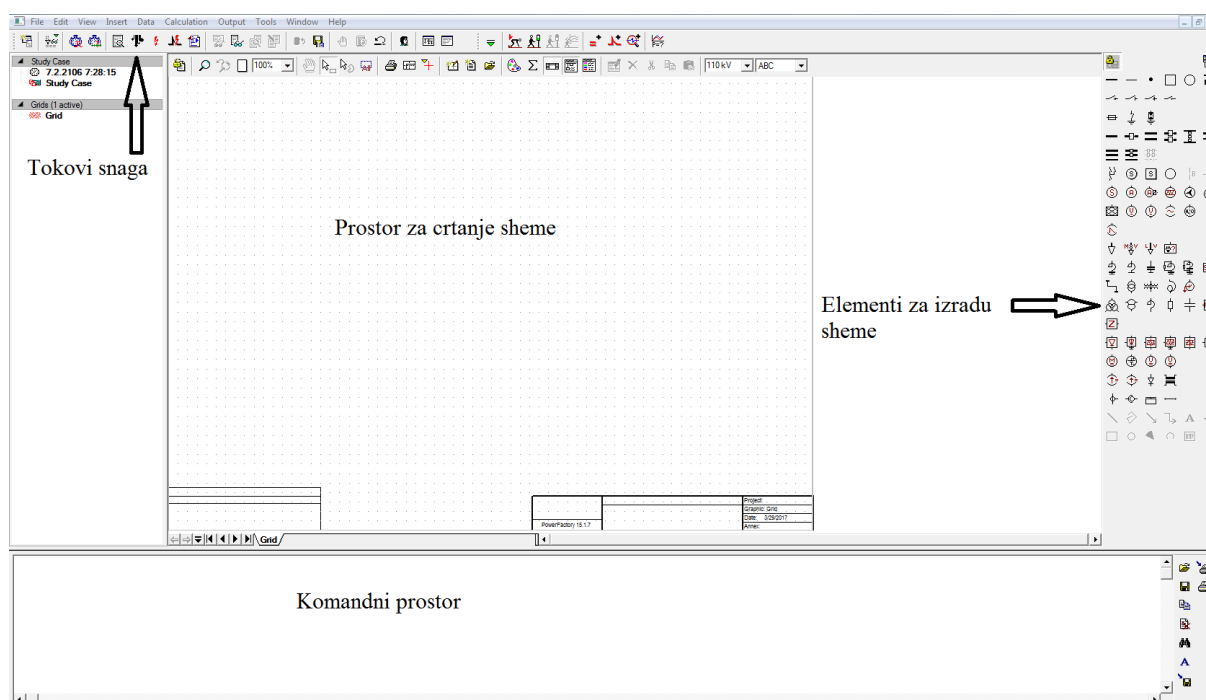 File Edit View Insert Data Calculation Output Tools Window Help
Study Case
7.2.2106 7:28:15
Study Case
Grids (1 active)
Grid
100%
110 kV
ABC
Tokovi snaga
Prostor za crtanje sheme
Elementi za izradu
sheme
PowerFactory 15.1.7
Project:
Graphic: Grid
Date: 3/29/2017
Annex:
Grid
Komandni prostor